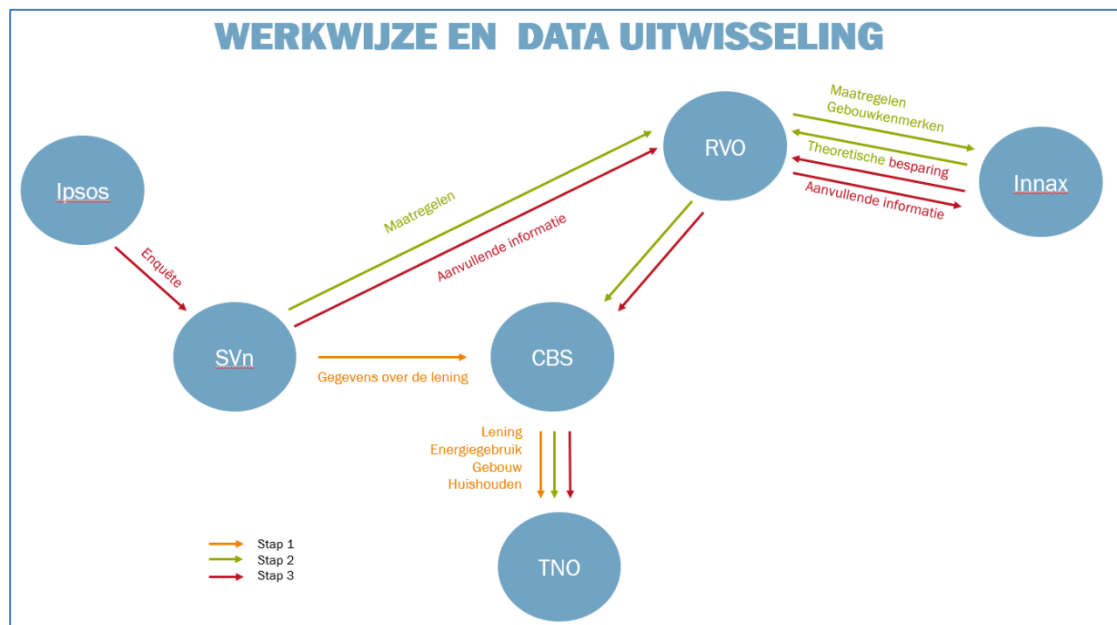 WERKWIJZE EN DATA UITWISSELING
Ipsos
Enquête
SVn
Maatregelen
Aanvullende informatie
RVO
Maatregelen
Gebouwkenmerken
Theoretische besparing
Aanvullende informatie
Innax
Gegevens over de lening
CBS
Lening
Energiegebruik
Gebouw
Huishouden
TNO
Stap 1
Stap 2
Stap 3